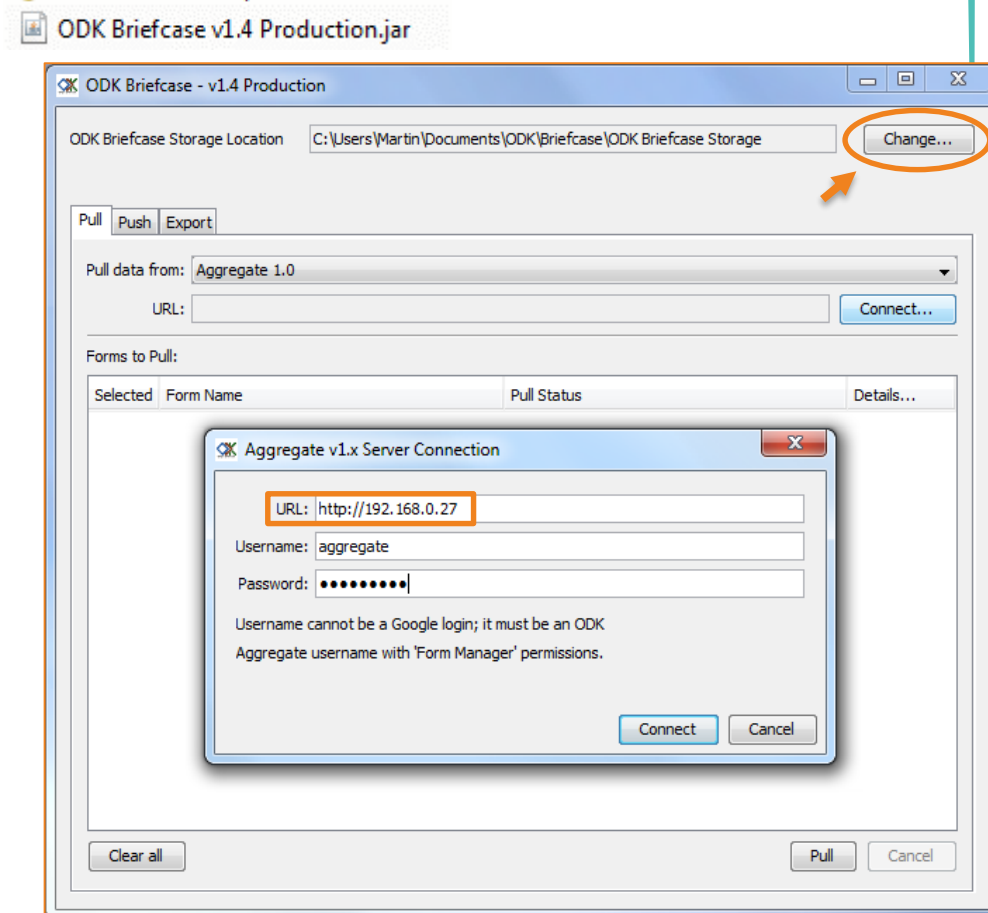 ODK Briefcase v1.4 Production.jar
ODK Briefcase - v1.4 Production
ODK Briefcase Storage Location C:\Users\Martin\Documents\ODK\Briefcase\ODK Briefcase Storage Change...
Pull Push Export
Pull data from: Aggregate 1.0
URL: Connect...
Forms to Pull:
Selected Form Name Pull Status Details...
Aggregate v1.x Server Connection
URL: http://192.168.0.27
Username: aggregate
Password: •••••••••
Username cannot be a Google login; it must be an ODK
Aggregate username with 'Form Manager' permissions.
Connect Cancel
Clear all Pull Cancel